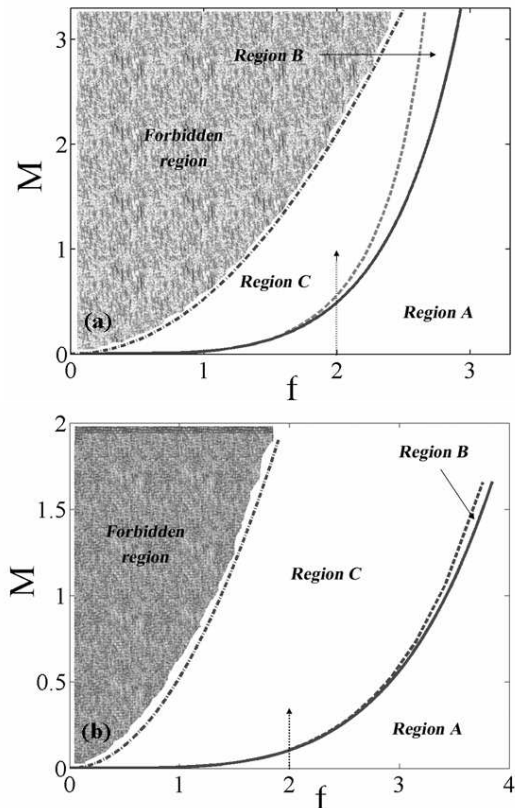 3
Region B
2
Forbidden
region
M
1
Region C
(a)
Region A
0
0
1
2
3
f
2
Region B
1.5
Forbidden
region
Region C
M
1
0.5
(b)
Region A
0
0
1
2
3
4
f